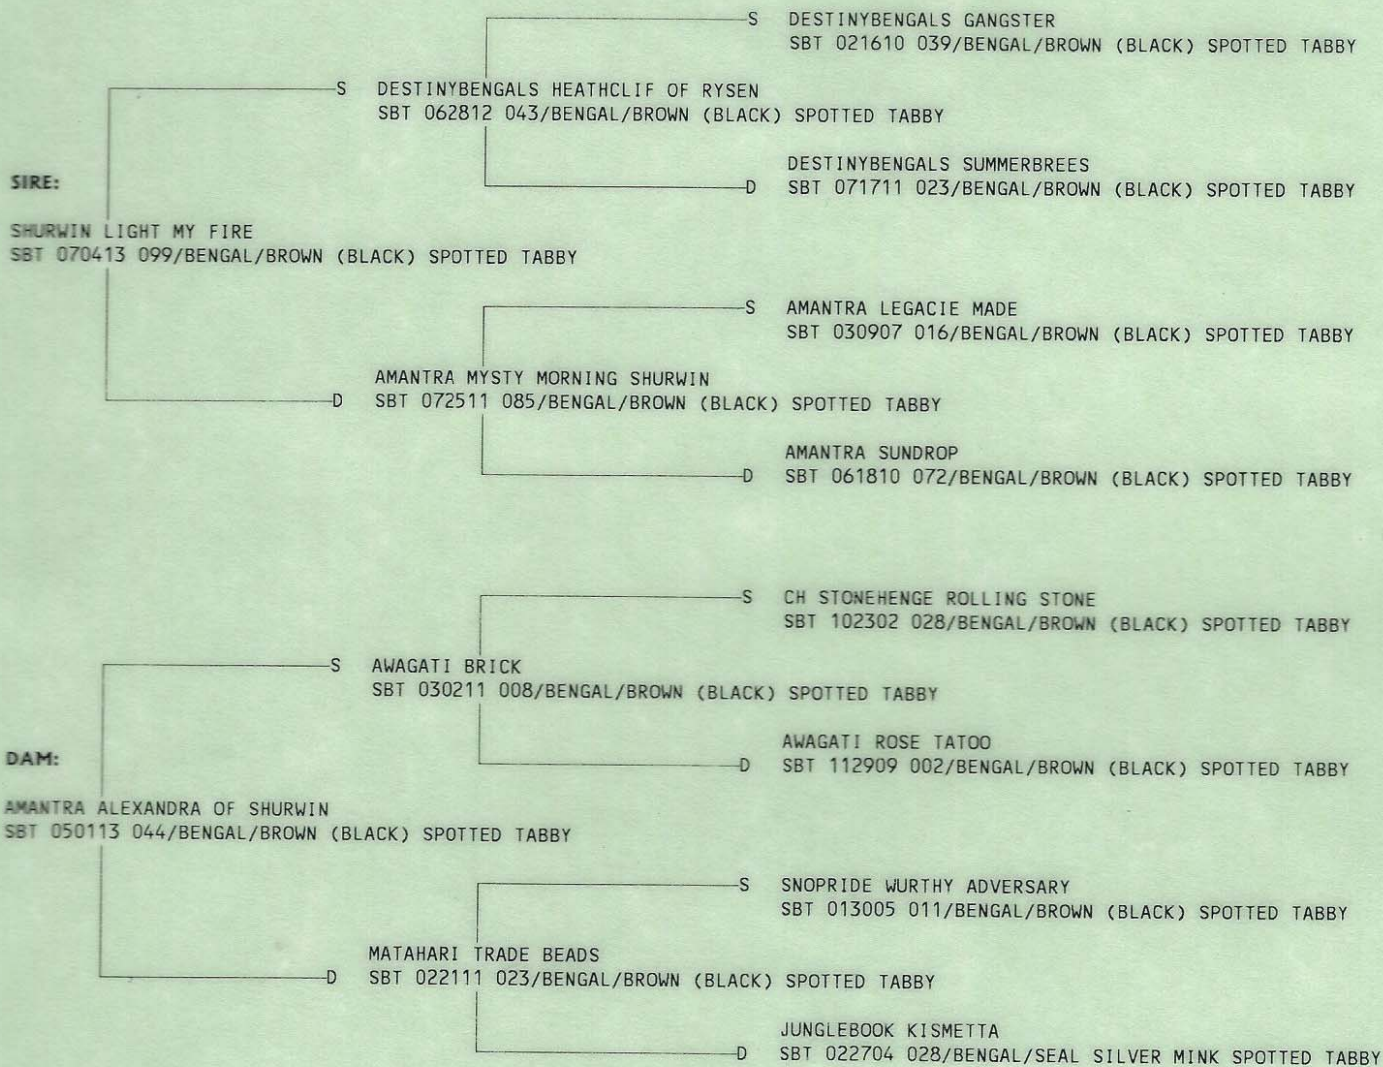 S DESTINYBENGALS GANGSTER
SBT 021610 039/BENGAL/BROWN (BLACK) SPOTTED TABBY
S DESTINYBENGALS HEATHCLIF OF RYSEN
SBT 062812 043/BENGAL/BROWN (BLACK) SPOTTED TABBY
DESTINYBENGALS SUMMERBREES
D SBT 071711 023/BENGAL/BROWN (BLACK) SPOTTED TABBY
SIRE:
SHURWIN LIGHT MY FIRE
SBT 070413 099/BENGAL/BROWN (BLACK) SPOTTED TABBY
S AMANTRA LEGACIE MADE
SBT 030907 016/BENGAL/BROWN (BLACK) SPOTTED TABBY
AMANTRA MYSTY MORNING SHURWIN
D SBT 072511 085/BENGAL/BROWN (BLACK) SPOTTED TABBY
AMANTRA SUNDROP
D SBT 061810 072/BENGAL/BROWN (BLACK) SPOTTED TABBY
S CH STONEHENGE ROLLING STONE
SBT 102302 028/BENGAL/BROWN (BLACK) SPOTTED TABBY
S AWAGATI BRICK
SBT 030211 008/BENGAL/BROWN (BLACK) SPOTTED TABBY
AWAGATI ROSE TATOO
D SBT 112909 002/BENGAL/BROWN (BLACK) SPOTTED TABBY
DAM:
AMANTRA ALEXANDRA OF SHURWIN
SBT 050113 044/BENGAL/BROWN (BLACK) SPOTTED TABBY
S SNOPRIDE WURTHY ADVERSARY
SBT 013005 011/BENGAL/BROWN (BLACK) SPOTTED TABBY
MATAHARI TRADE BEADS
D SBT 022111 023/BENGAL/BROWN (BLACK) SPOTTED TABBY
JUNGLEBOOK KISMETTA
D SBT 022704 028/BENGAL/SEAL SILVER MINK SPOTTED TABBY